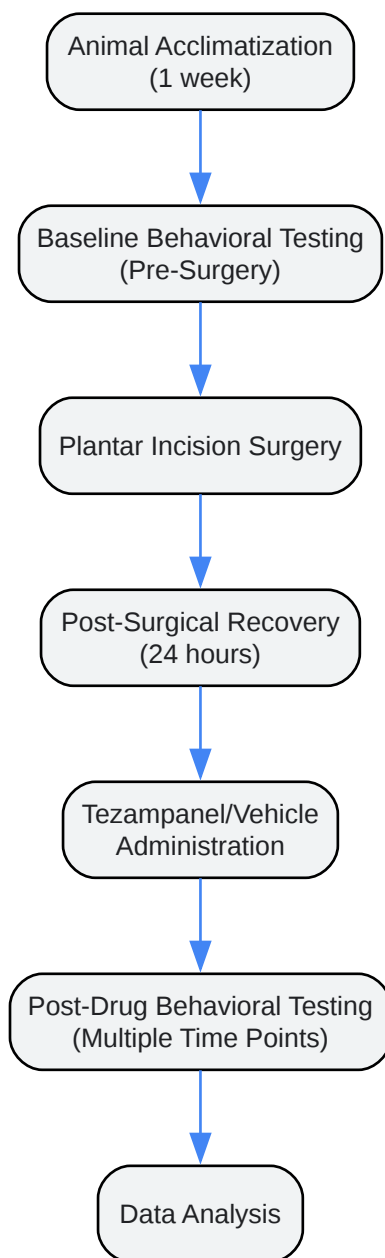 Animal Acclimatization
(1 week)
Baseline Behavioral Testing
(Pre-Surgery)
Plantar Incision Surgery
Post-Surgical Recovery
(24 hours)
Tezampanel/Vehicle
Administration
Post-Drug Behavioral Testing
(Multiple Time Points)
Data Analysis